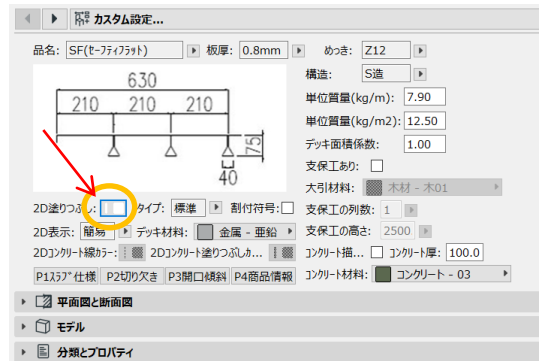 カスタム設定...
品名: SF(ｾｰﾌﾃｨﾌﾗｯﾄ) 板厚: 0.8mm めっき: Z12
構造: S造
630
単位質量(kg/m): 7.90
210 210 210
単位質量(kg/m2): 12.50
デッキ面積係数: 1.00
75
支保工あり:
40
大引材料: 木材 - 木01
2D塗りつぶし: タイプ: 標準 割付符号: 支保工の列数: 1
2D表示: 簡易 デッキ材料: 金属 - 亜鉛 支保工の高さ: 2500
2Dｺﾝｸﾘｰﾄ線ｶﾗｰ: 2Dｺﾝｸﾘｰﾄ塗りつぶしｶ... ｺﾝｸﾘｰﾄ描... ｺﾝｸﾘｰﾄ厚: 100.0
P1ｽﾗﾌﾞ仕様 P2切り欠き P3開口傾斜 P4商品情報 ｺﾝｸﾘｰﾄ材料: コンクリート - 03
平面図と断面図
モデル
分類とプロパティ